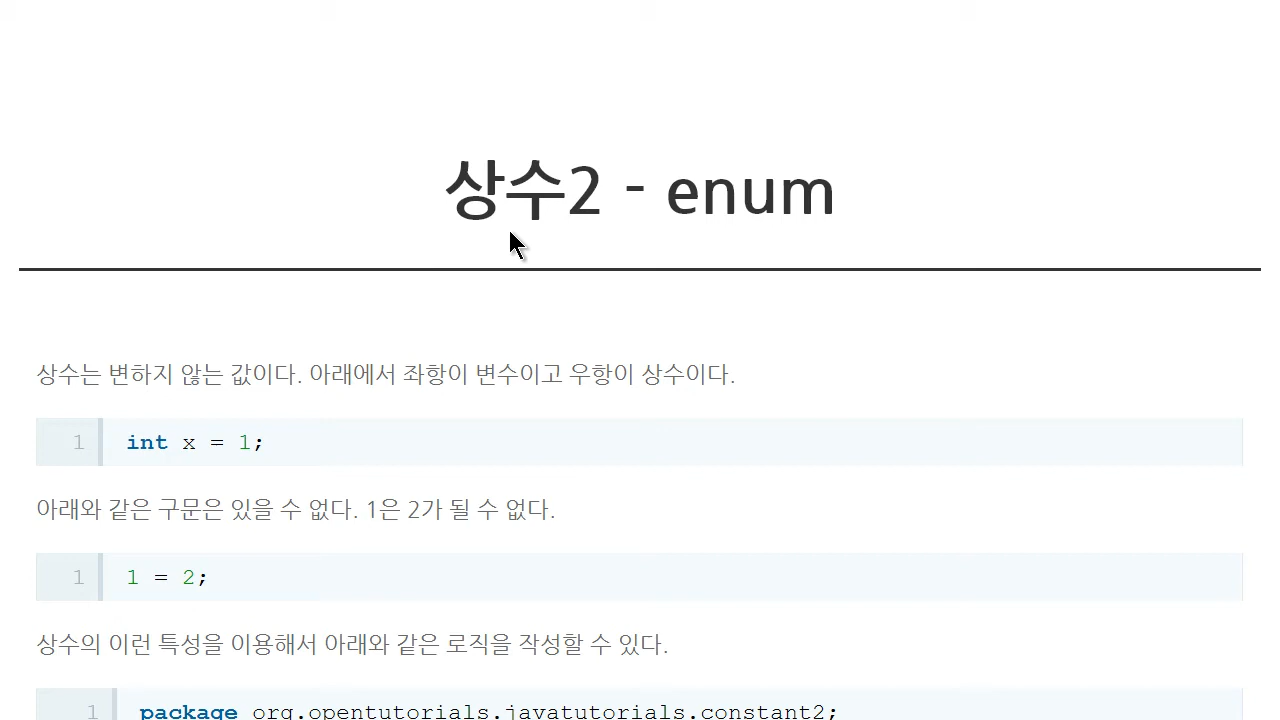 상수2 - enum
상수는 변하지 않는 값이다. 아래에서 좌항이 변수이고 우항이 상수이다.
1 int x = 1;
아래와 같은 구문은 있을 수 없다. 1은 2가 될 수 없다.
1 1 = 2;
상수의 이런 특성을 이용해서 아래와 같은 로직을 작성할 수 있다.
1 package org.opentutorials.javatutorials.constant2;